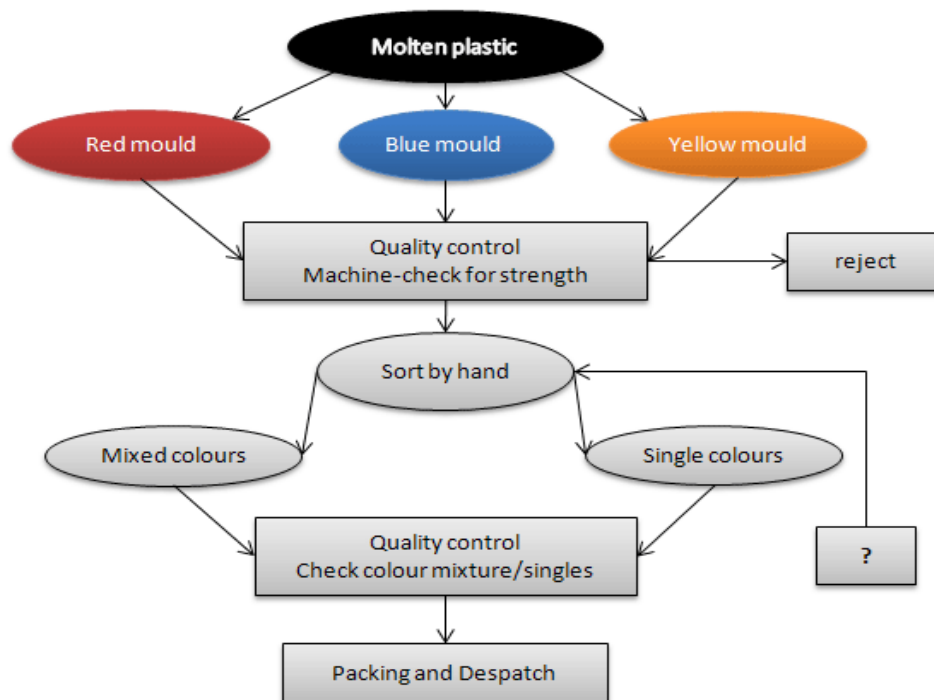 Molten plastic
Red mould
Blue mould
Yellow mould
Quality control
Machine-check for strength
reject
Sort by hand
Mixed colours
Single colours
Quality control
Check colour mixture/singles
?
Packing and Despatch